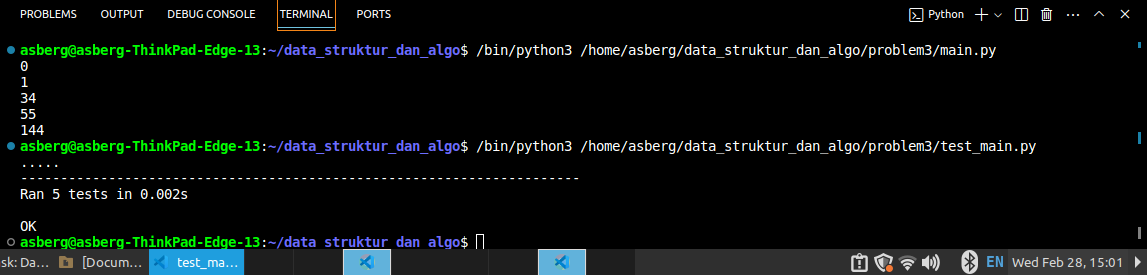 PROBLEMS OUTPUT DEBUG CONSOLE TERMINAL PORTS Python
asberg@asberg-ThinkPad-Edge-13:~/data_struktur_dan_algo$ /bin/python3 /home/asberg/data_struktur_dan_algo/problem3/main.py
0
1
34
55
144
asberg@asberg-ThinkPad-Edge-13:~/data_struktur_dan_algo$ /bin/python3 /home/asberg/data_struktur_dan_algo/problem3/test_main.py
.....
----------------------------------------------------------------------
Ran 5 tests in 0.002s
OK
asberg@asberg-ThinkPad-Edge-13:~/data_struktur_dan_algo$
sk: Da... [Docum... test_ma... EN Wed Feb 28, 15:01